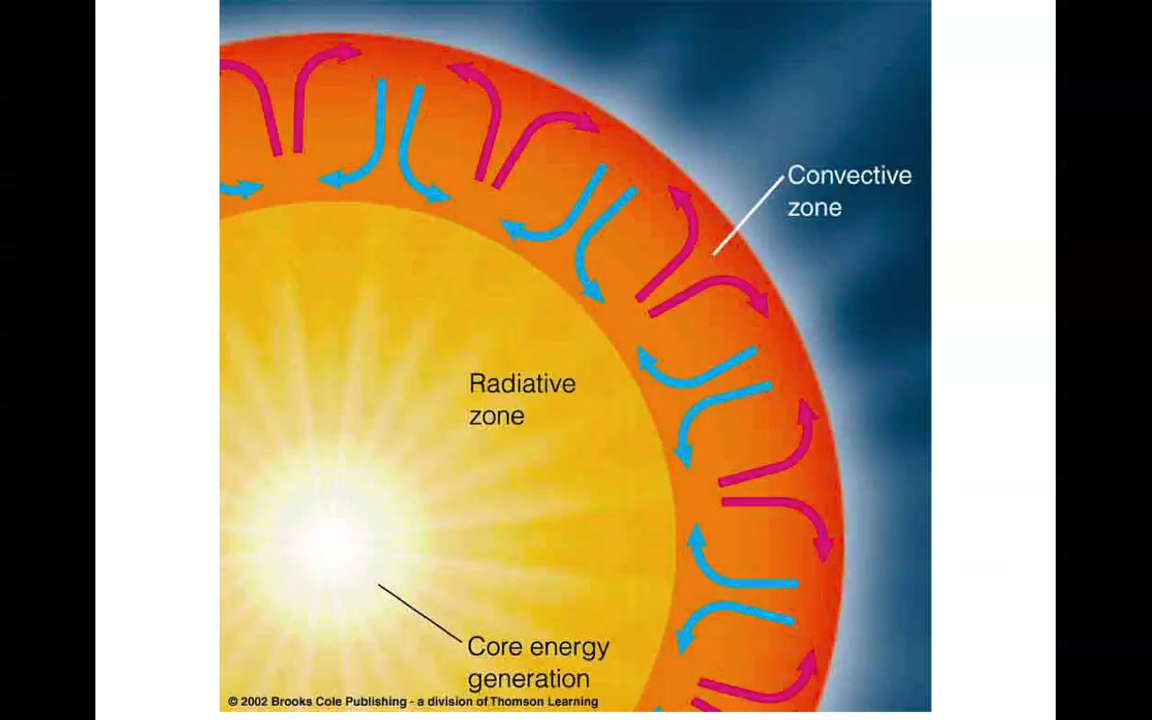 Convective
zone
Radiative
zone
Core energy
generation
© 2002 Brooks Cole Publishing - a division of Thomson Learning